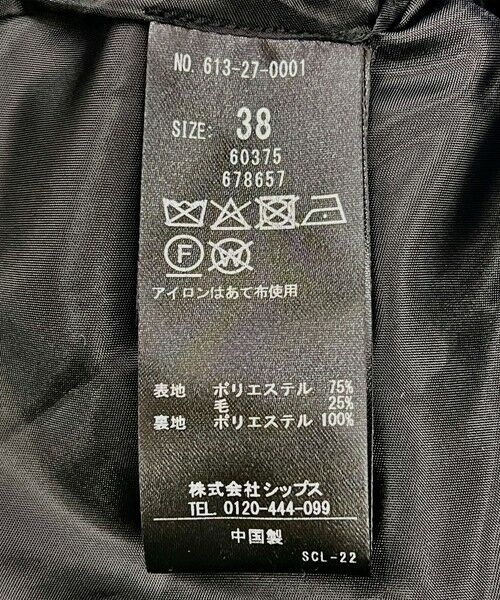 NO. 613-27-0001
SIZE: 38
60375
678657
F W
アイロンはあて布使用
表地 ポリエステル 75%
毛 25%
裏地 ポリエステル 100%
株式会社シップス
TEL. 0120-444-099
中国製
SCL-22